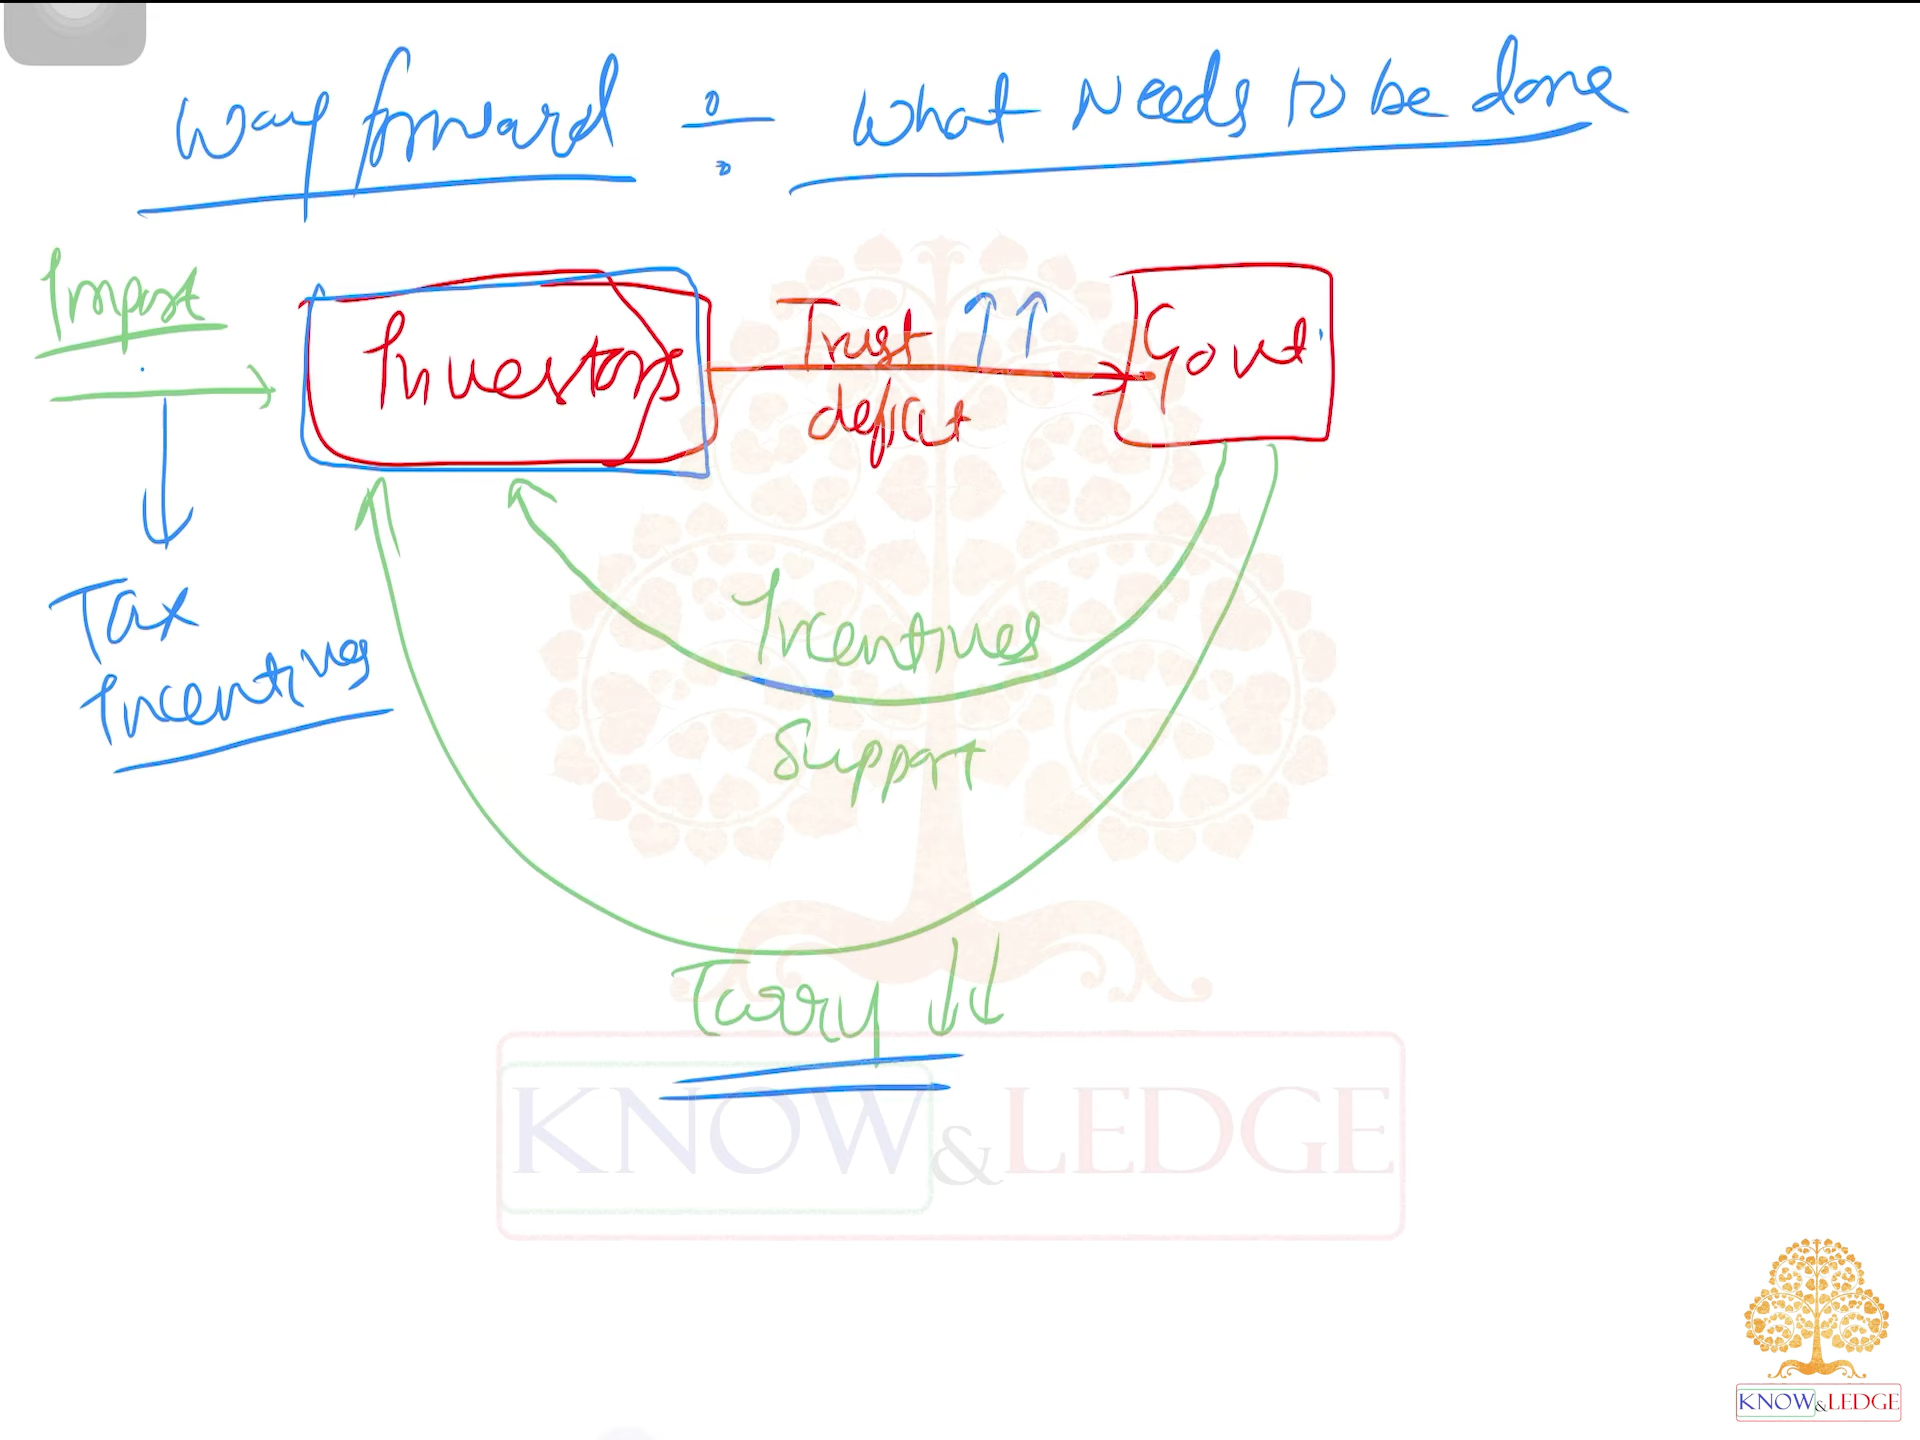 Way forward :- What Needs to be done
Import
Investors
Trust ↑↑
deficit
Govt.
Tax
Incentives
Incentives
Support
↓↓
KNOW&LEDGE
KNOW&LEDGE